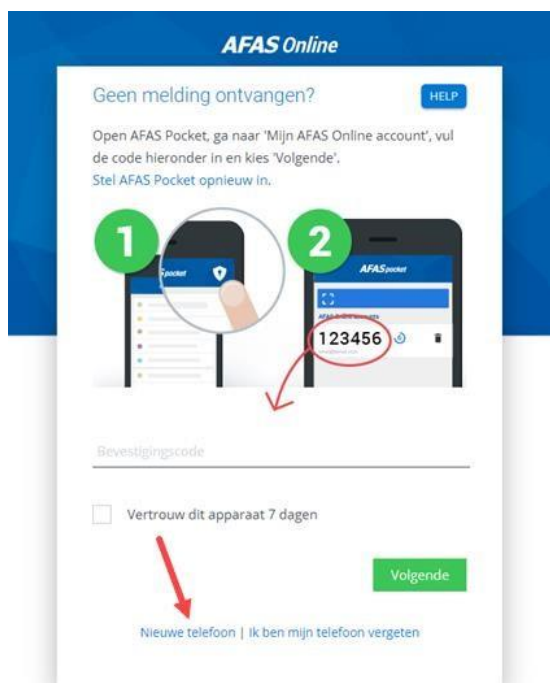 AFAS Online
Geen melding ontvangen?
HELP
Open AFAS Pocket, ga naar 'Mijn AFAS Online account', vul
de code hieronder in en kies 'Volgende'.
Stel AFAS Pocket opnieuw in.
1
2
pocket
AFAS pocket
123456
Bevestigingscode
Vertrouw dit apparaat 7 dagen
Volgende
Nieuwe telefoon | Ik ben mijn telefoon vergeten